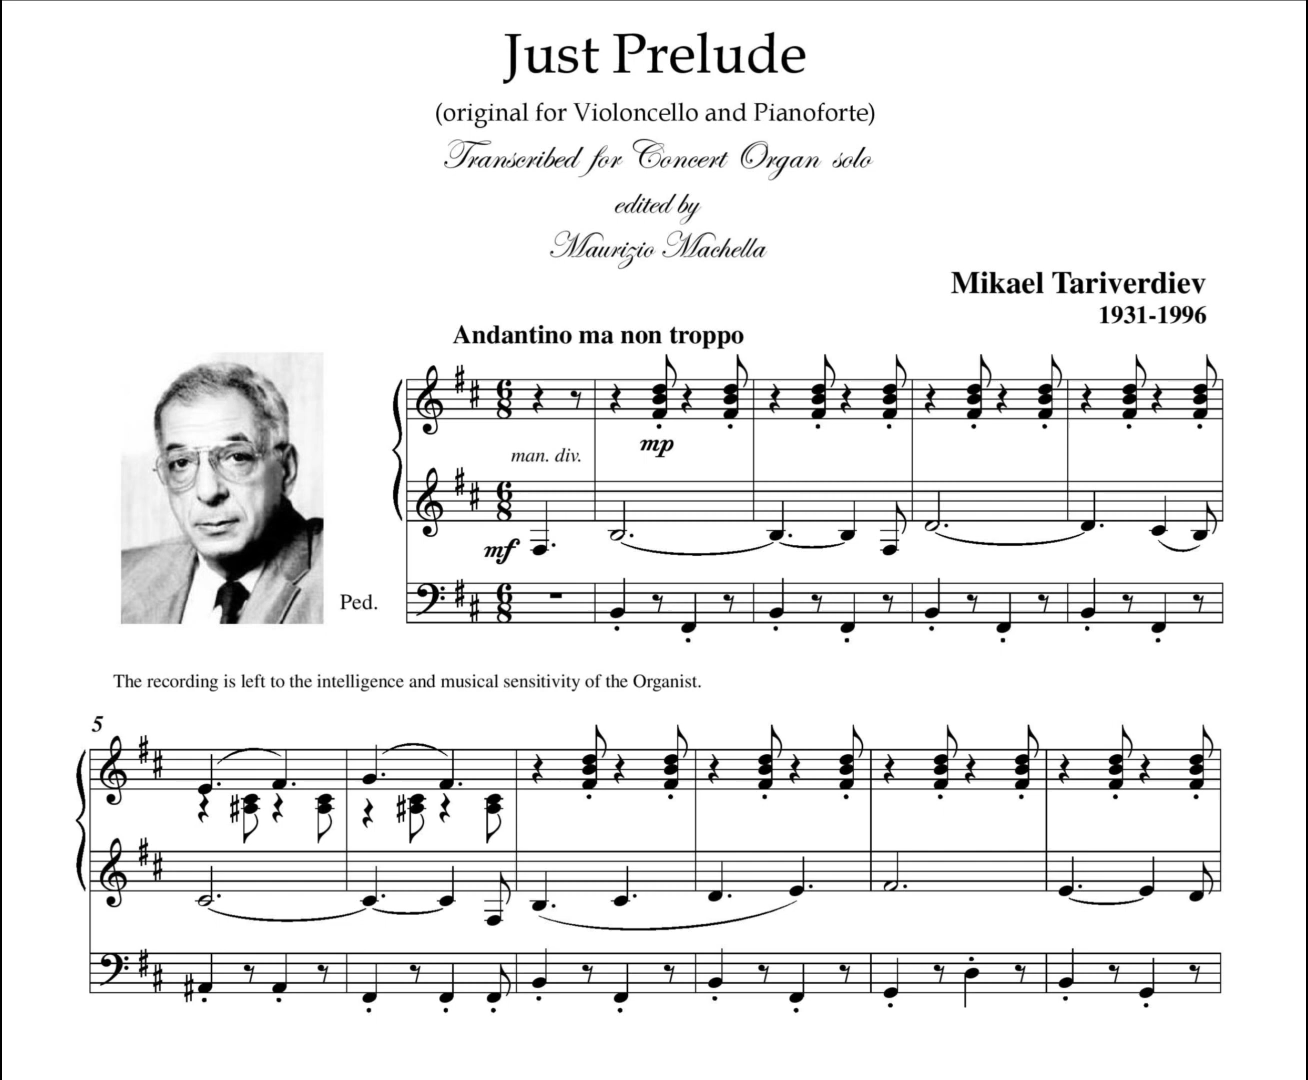 Just Prelude
(original for Violoncello and Pianoforte)
Transcribed for Concert Organ solo
edited by
Maurizio Machella
Mikael Tariverdiev
1931-1996
Andantino ma non troppo
mp
man. div.
mf
Ped.
The recording is left to the intelligence and musical sensitivity of the Organist.
5